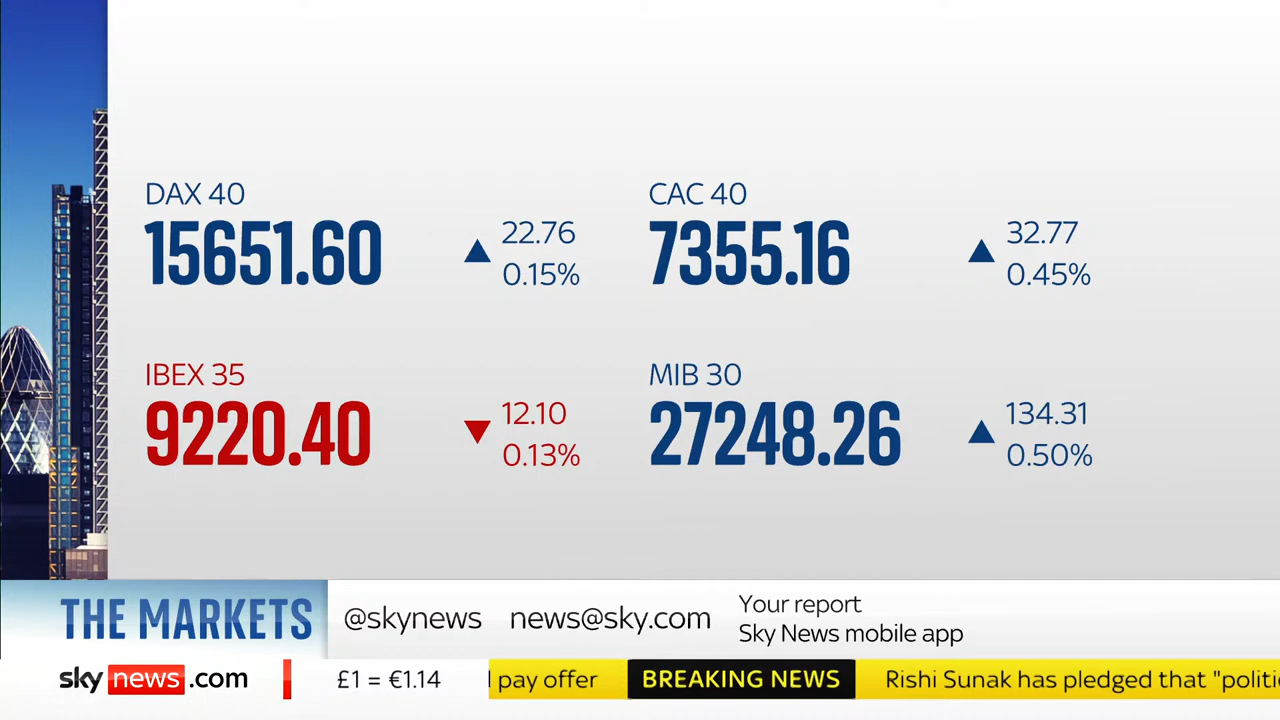 DAX 40
15651.60
22.76
0.15%
CAC 40
7355.16
32.77
0.45%
IBEX 35
9220.40
12.10
0.13%
MIB 30
27248.26
134.31
0.50%
THE MARKETS
@skynews
news@sky.com
Your report
Sky News mobile app
sky news .com
£1 = €1.14
pay offer
BREAKING NEWS
Rishi Sunak has pledged that "politi